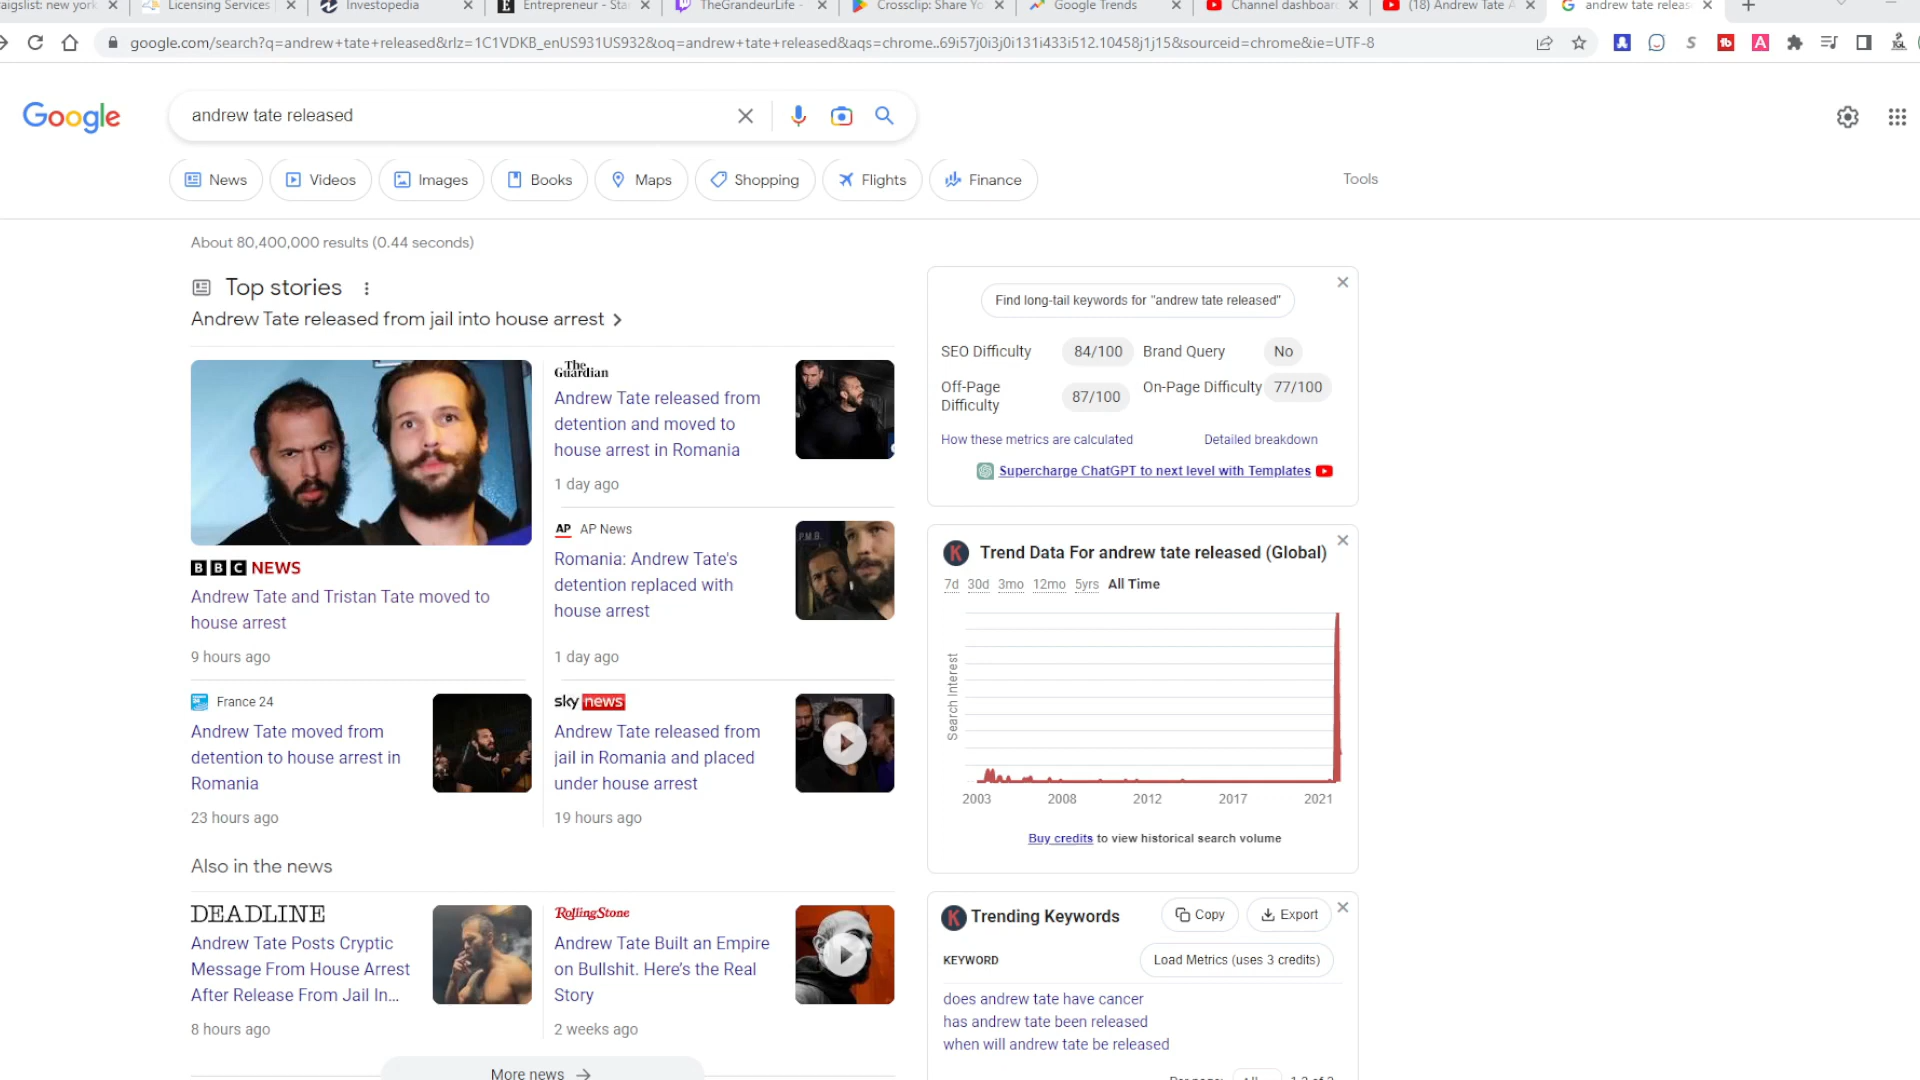 raigslist: new york
Licensing Services
Investopedia
Entrepreneur - Sta
TheGrandeurLife -
Crossclip: Share Yo
Google Trends
Channel dashboar
(18) Andrew Tate A
andrew tate releas
google.com/search?q=andrew+tate+released&rlz=1C1VDKB_enUS931US932&oq=andrew+tate+released&aqs=chrome..69i57j0i3j0i131i433i512.10458j1j15&sourceid=chrome&ie=UTF-8
Google
andrew tate released
News
Videos
Images
Books
Maps
Shopping
Flights
Finance
Tools
About 80,400,000 results (0.44 seconds)
Top stories
Andrew Tate released from jail into house arrest
BBC NEWS
Andrew Tate and Tristan Tate moved to
house arrest
9 hours ago
The
Guardian
Andrew Tate released from
detention and moved to
house arrest in Romania
1 day ago
AP AP News
Romania: Andrew Tate's
detention replaced with
house arrest
1 day ago
P.M.B.
France 24
Andrew Tate moved from
detention to house arrest in
Romania
23 hours ago
sky news
Andrew Tate released from
jail in Romania and placed
under house arrest
19 hours ago
Also in the news
DEADLINE
Andrew Tate Posts Cryptic
Message From House Arrest
After Release From Jail In...
8 hours ago
RollingStone
Andrew Tate Built an Empire
on Bullshit. Here's the Real
Story
2 weeks ago
More news
Find long-tail keywords for "andrew tate released"
SEO Difficulty 84/100 Brand Query No
Off-Page
Difficulty 87/100 On-Page Difficulty 77/100
How these metrics are calculated Detailed breakdown
Supercharge ChatGPT to next level with Templates
K Trend Data For andrew tate released (Global)
7d 30d 3mo 12mo 5yrs All Time
Search Interest
2003 2008 2012 2017 2021
Buy credits to view historical search volume
K Trending Keywords Copy Export
KEYWORD Load Metrics (uses 3 credits)
does andrew tate have cancer
has andrew tate been released
when will andrew tate be released